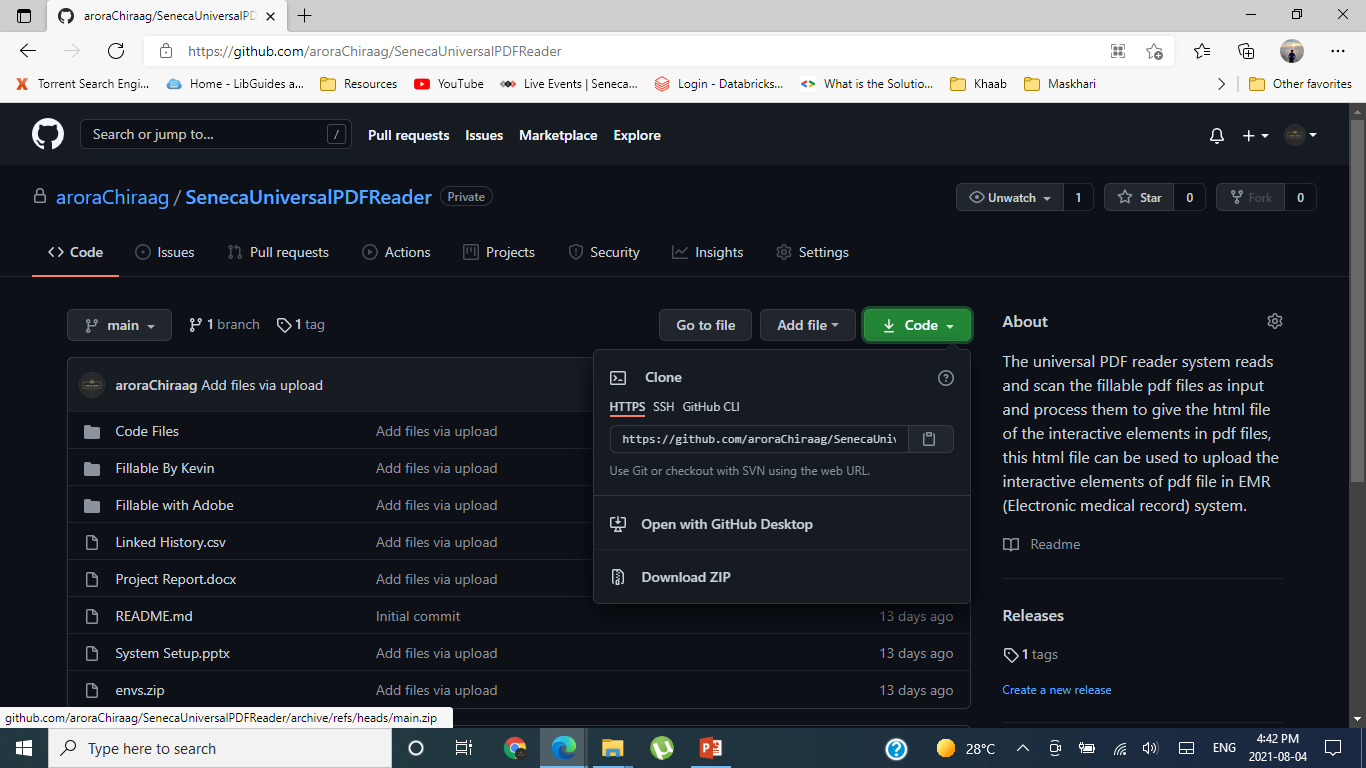 aroraChiraag/SenecaUniversalPD
https://github.com/aroraChiraag/SenecaUniversalPDFReader
Torrent Search Engi... Home - LibGuides a... Resources YouTube Live Events | Seneca... Login - Databricks... What is the Solutio... Khaab Maskhari Other favorites
Search or jump to... / Pull requests Issues Marketplace Explore
aroraChiraag / SenecaUniversalPDFReader Private
Unwatch 1 Star 0 Fork 0
Code Issues Pull requests Actions Projects Security Insights Settings
main 1 branch 1 tag Go to file Add file Code
aroraChiraag Add files via upload
Code Files Add files via upload
Fillable By Kevin Add files via upload
Fillable with Adobe Add files via upload
Linked History.csv Add files via upload
Project Report.docx Add files via upload
README.md Initial commit 13 days ago
System Setup.pptx Add files via upload 13 days ago
envs.zip Add files via upload 13 days ago
Clone
HTTPS SSH GitHub CLI
https://github.com/aroraChiraag/SenecaUniv
Use Git or checkout with SVN using the web URL.
Open with GitHub Desktop
Download ZIP
About
The universal PDF reader system reads
and scan the fillable pdf files as input
and process them to give the html file
of the interactive elements in pdf files,
this html file can be used to upload the
interactive elements of pdf file in EMR
(Electronic medical record) system.
Readme
Releases
1 tags
Create a new release
github.com/aroraChiraag/SenecaUniversalPDFReader/archive/refs/heads/main.zip
Type here to search
28°C
ENG
4:42 PM
2021-08-04